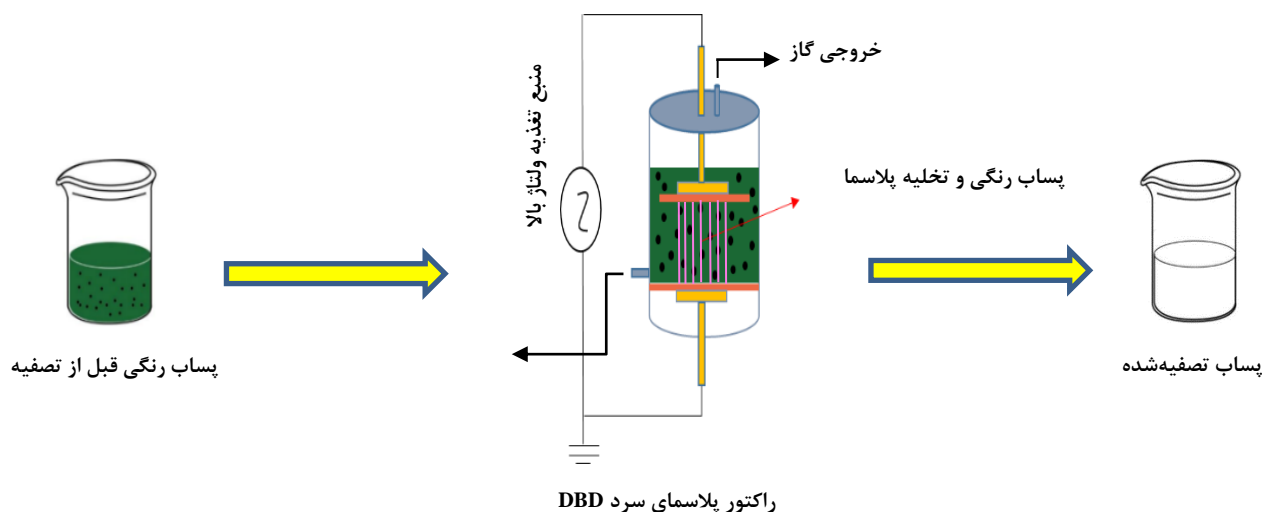 خروجی گاز
منبع تغذیه ولتاژ بالا
پساب رنگی و تخلیه پلاسما
پساب رنگی قبل از تصفیه
پساب تصفیه‌شده
راکتور پلاسمای سرد DBD